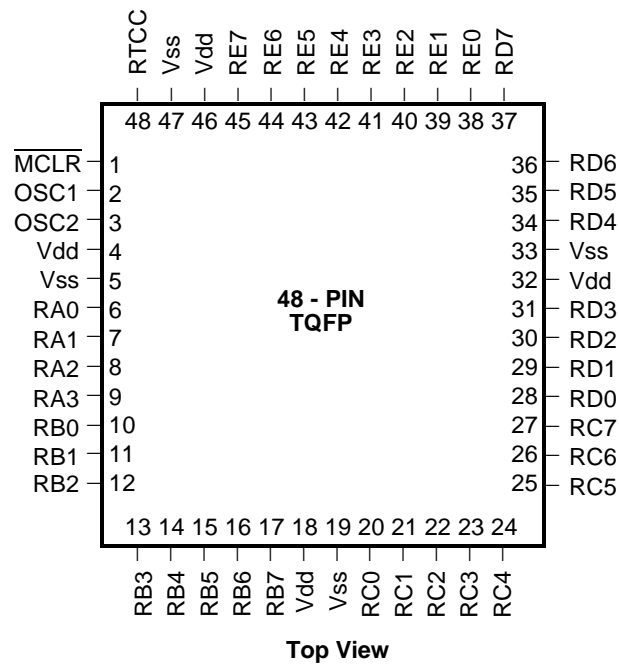 RTCC Vss Vdd RE7 RE6 RE5 RE4 RE3 RE2 RE1 RE0 RD7
48 47 46 45 44 43 42 41 40 39 38 37
MCLR 1 36 RD6
OSC1 2 35 RD5
OSC2 3 34 RD4
Vdd 4 33 Vss
Vss 5 32 Vdd
RA0 6 31 RD3
RA1 7 30 RD2
RA2 8 29 RD1
RA3 9 28 RD0
RB0 10 27 RC7
RB1 11 26 RC6
RB2 12 25 RC5
48 - PIN
TQFP
13 14 15 16 17 18 19 20 21 22 23 24
RB3 RB4 RB5 RB6 RB7 Vdd Vss RC0 RC1 RC2 RC3 RC4
Top View